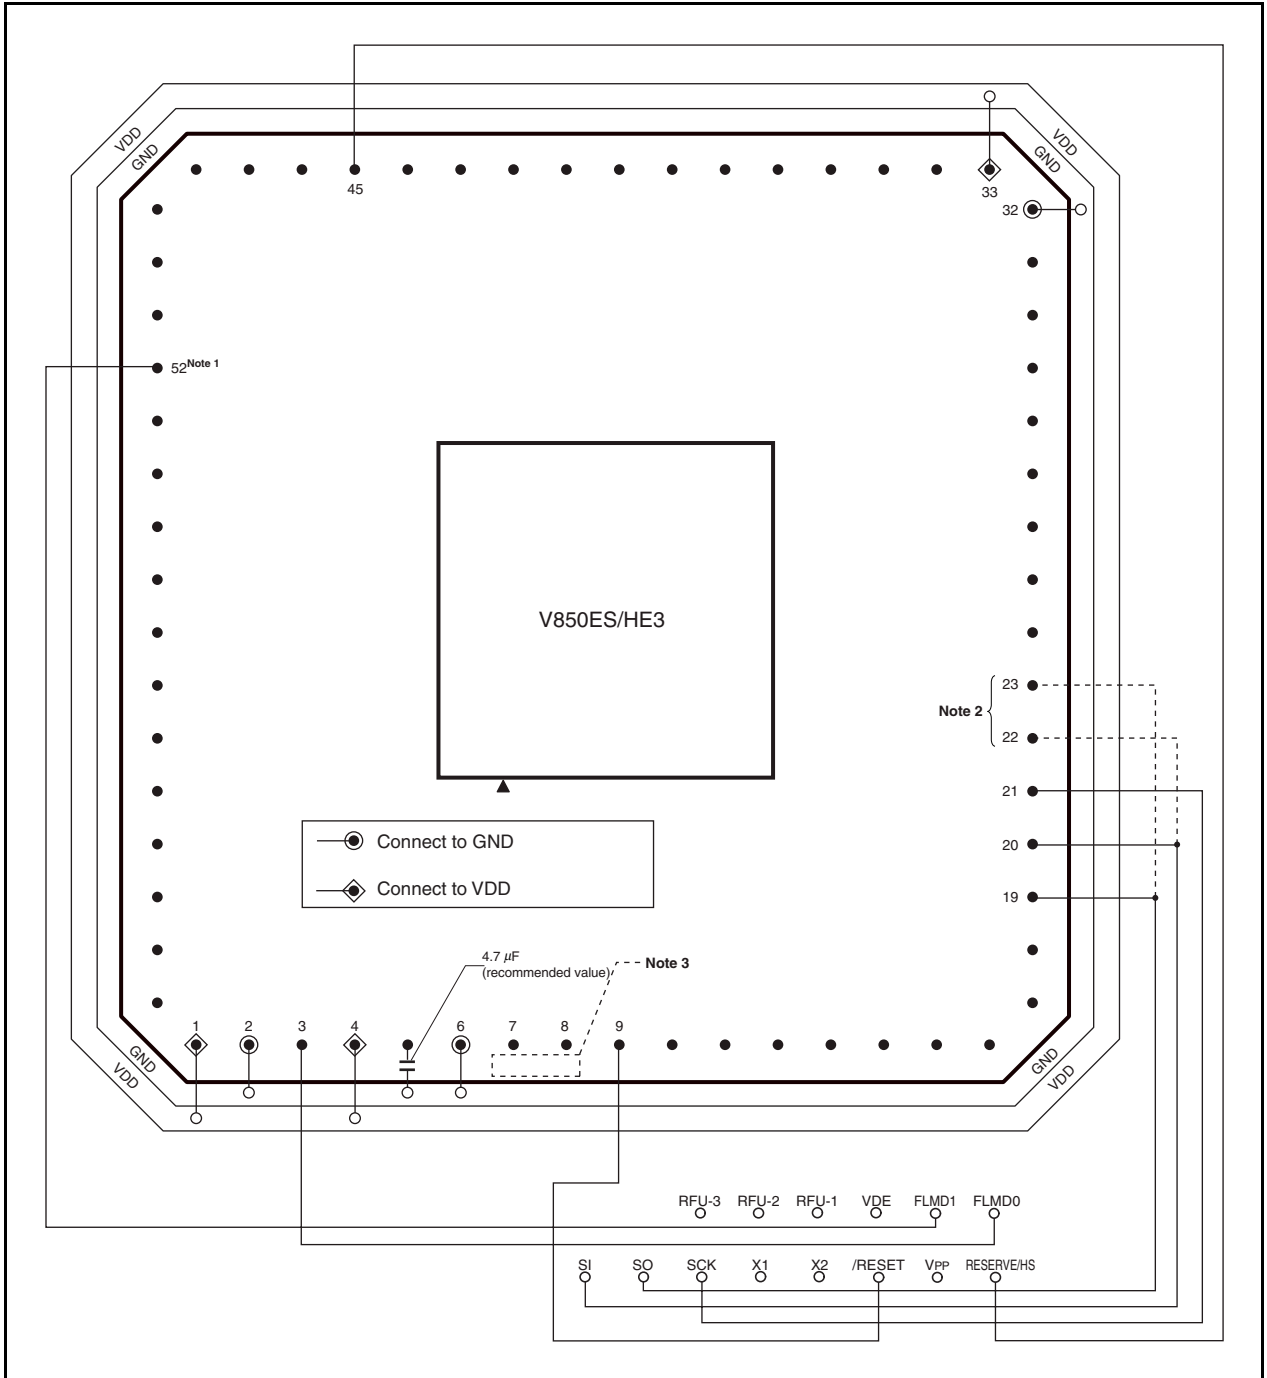 VDD
GND
VDD
GND
45
33
32
52Note 1
V850ES/HE3
23
Note 2
22
21
20
19
Connect to GND
Connect to VDD
4.7 μF
(recommended value)
Note 3
1
2
3
4
6
7
8
9
GND
VDD
GND
VDD
RFU-3 RFU-2 RFU-1 VDE FLMD1 FLMD0
SI SO SCK X1 X2 /RESET VPP RESERVE/HS